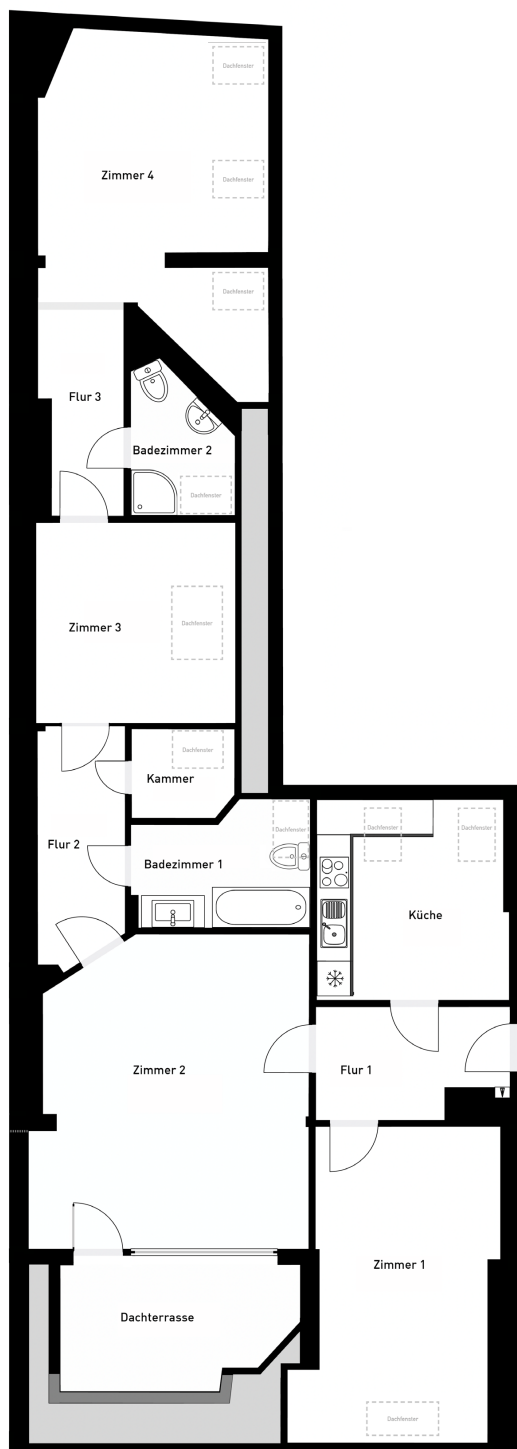 Dachfenster
Zimmer 4
Dachfenster
Dachfenster
Flur 3
Badezimmer 2
Dachfenster
Zimmer 3
Dachfenster
Dachfenster
Kammer
Flur 2
Badezimmer 1
Dachfenster
Dachfenster
Dachfenster
Küche
Zimmer 2
Flur 1
Zimmer 1
Dachterrasse
Dachfenster